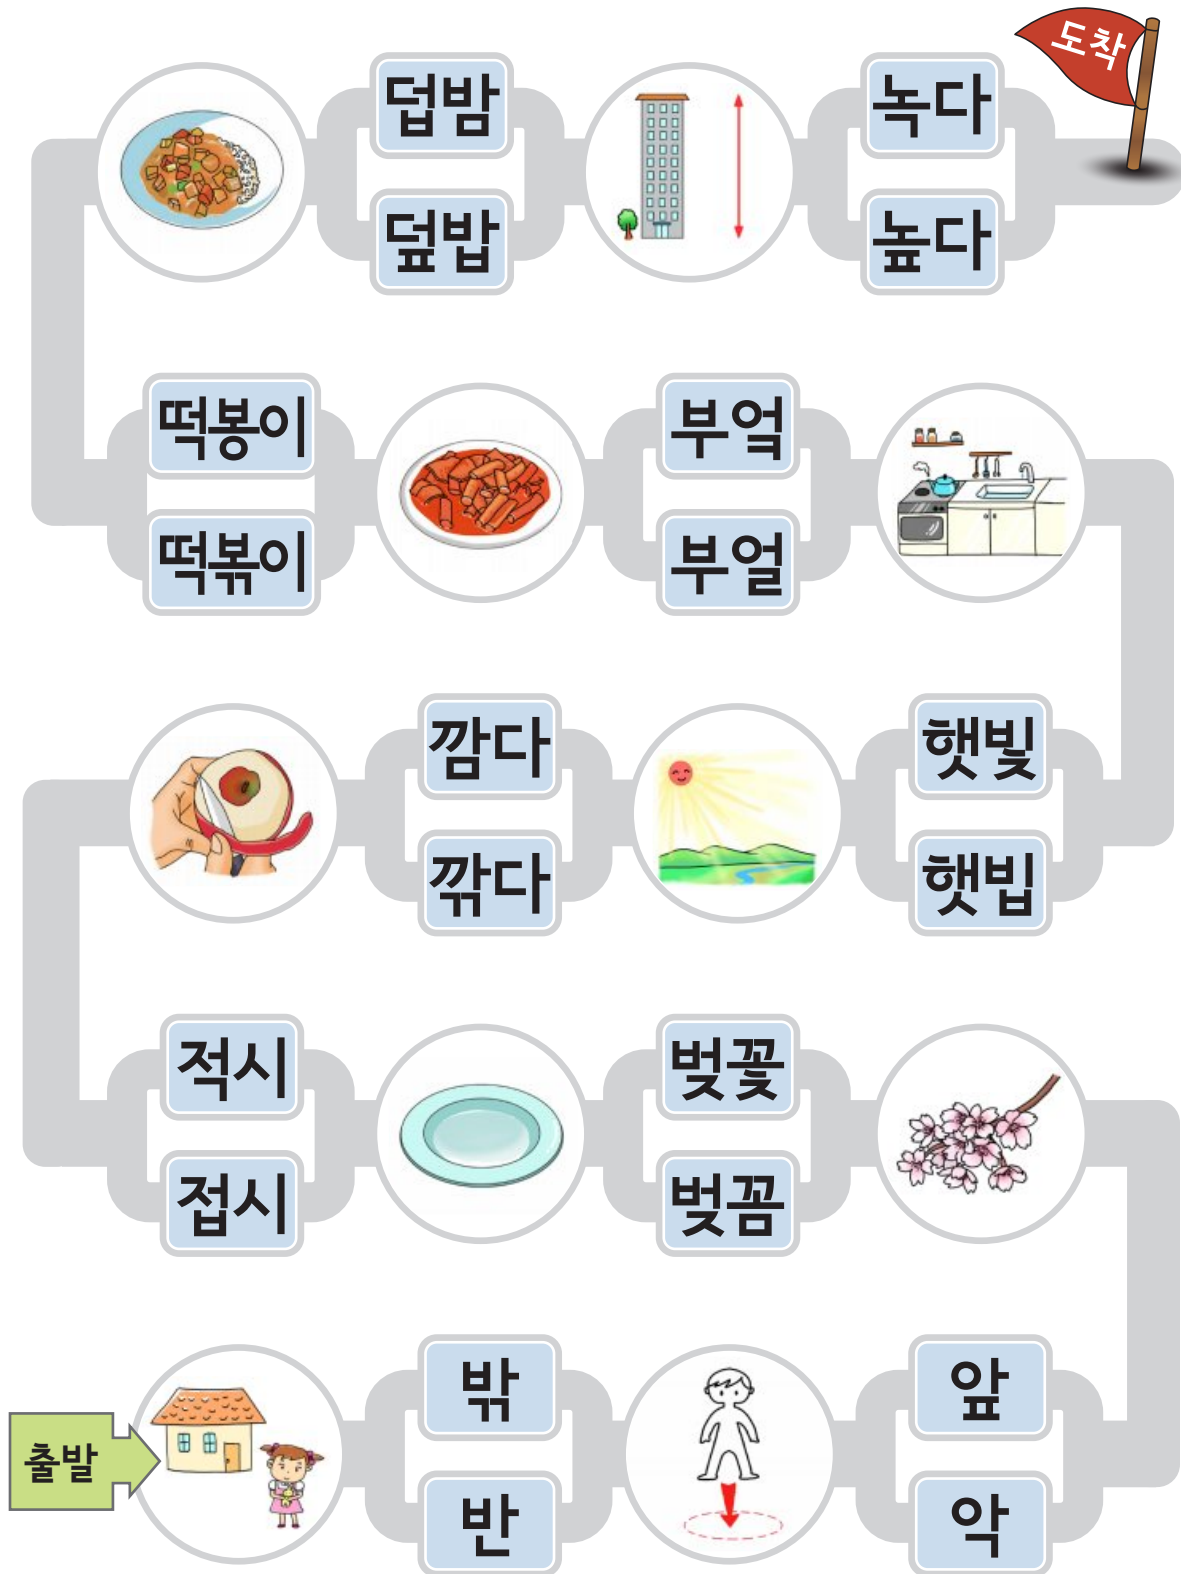 도착
덥밤
녹다
덮밥
높다
떡봉이
부엌
떡볶이
부얼
깜다
햇빛
깎다
햇빕
적시
벚꽃
접시
벚꼼
밖
앞
출발
반
악